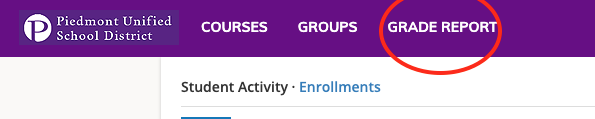 P Piedmont Unified
School District
COURSES GROUPS GRADE REPORT
Student Activity · Enrollments